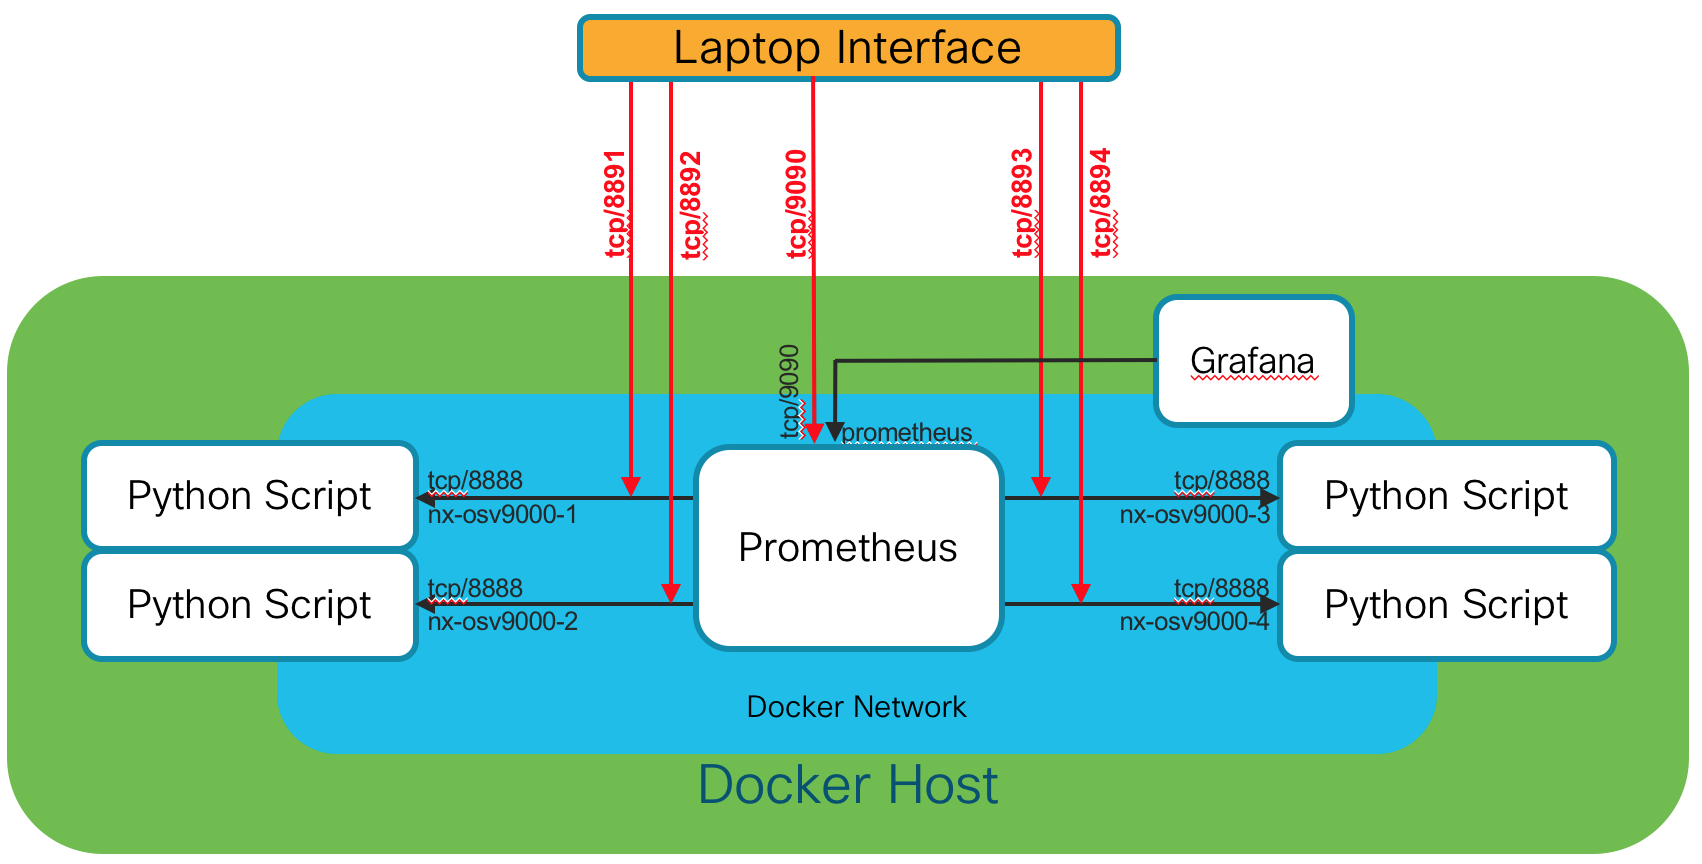 Laptop Interface
tcp/8891
tcp/8892
tcp/9090
tcp/8893
tcp/8894
Grafana
tcp/9090
prometheus
Python Script
tcp/8888
nx-osv9000-1
Prometheus
tcp/8888
nx-osv9000-3
Python Script
Python Script
tcp/8888
nx-osv9000-2
tcp/8888
nx-osv9000-4
Python Script
Docker Network
Docker Host